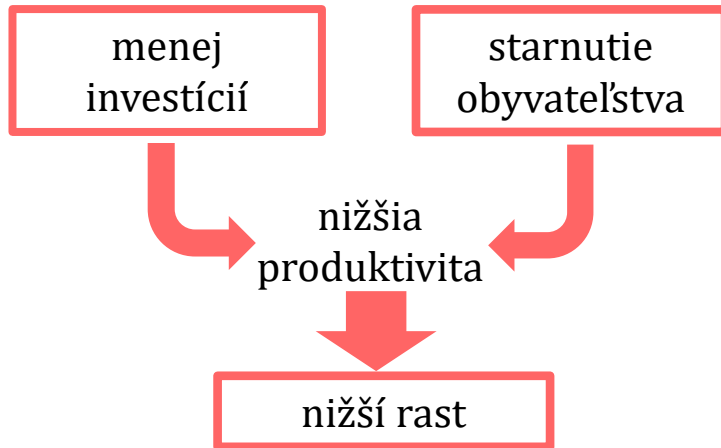 menej
investícií
starnutie
obyvateľstva
nižšia
produktivita
nižší rast